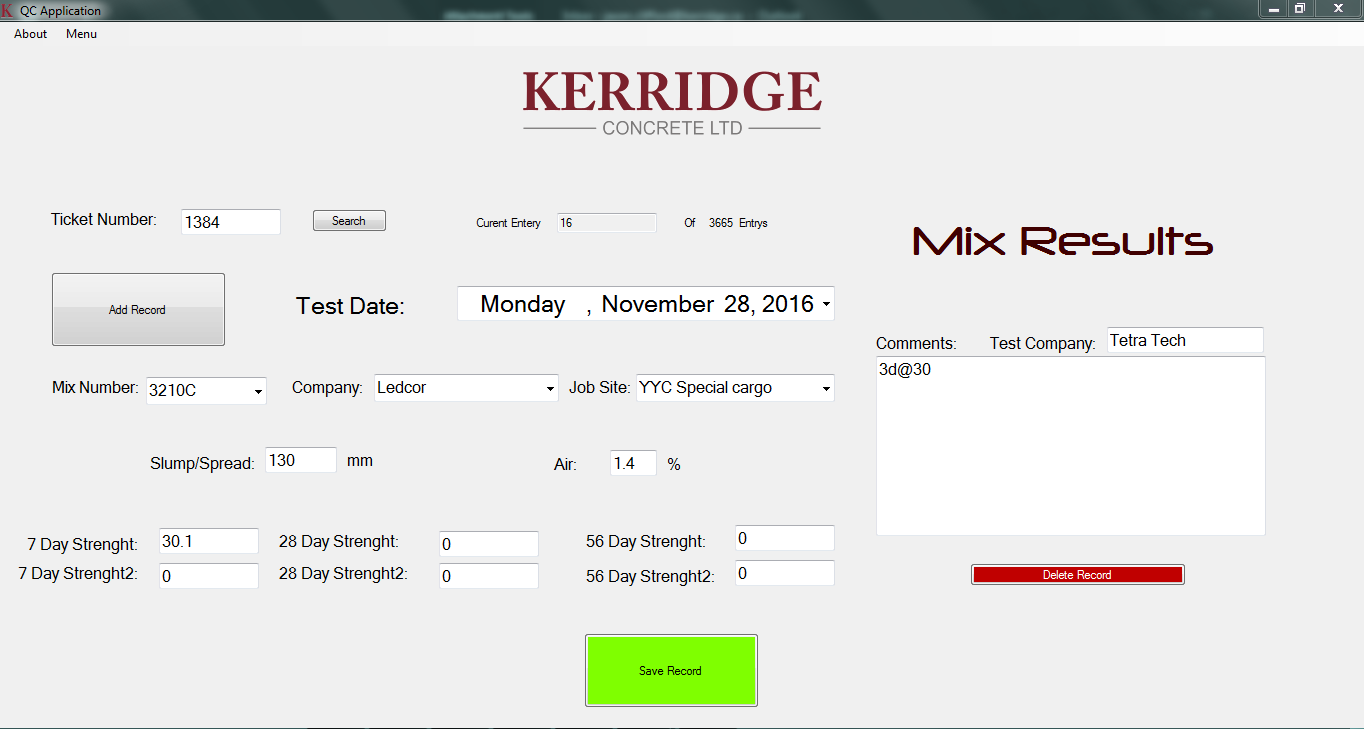 K QC Application
About Menu
KERRIDGE
CONCRETE LTD
Ticket Number: 1384 Search Curent Entery 16 Of 3665 Entrys
Mix Results
Add Record Test Date: Monday , November 28, 2016
Comments: Test Company: Tetra Tech
3d@30
Mix Number: 3210C Company: Ledcor Job Site: YYC Special cargo
Slump/Spread: 130 mm Air: 1.4 %
7 Day Strenght: 30.1 28 Day Strenght: 0 56 Day Strenght: 0
7 Day Strenght2: 0 28 Day Strenght2: 0 56 Day Strenght2: 0
Delete Record
Save Record